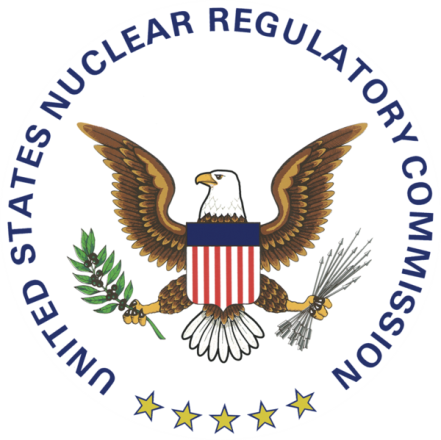 UNITED STATES NUCLEAR REGULATORY COMMISSION